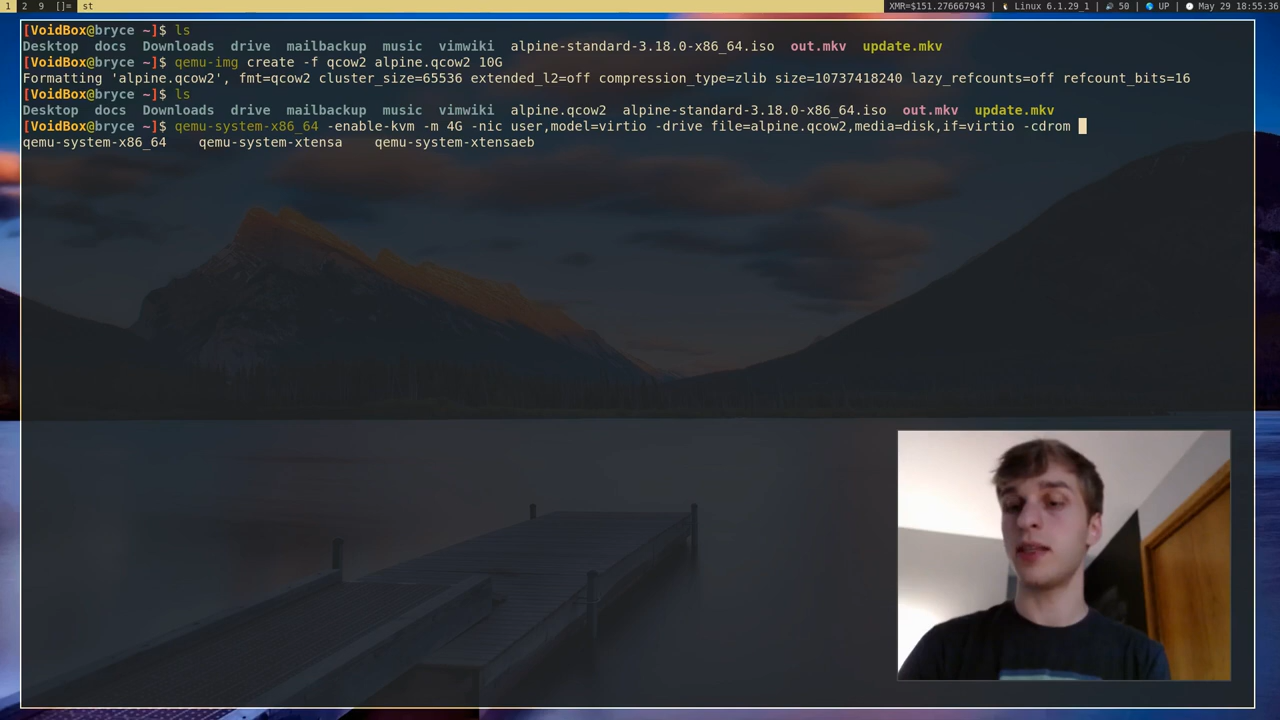 1 2 9 []= st XMR=$151.276667943 | Linux 6.1.29_1 | 50 | UP | May 29 18:55:36
[VoidBox@bryce ~]$ ls
Desktop docs Downloads drive mailbackup music vimwiki alpine-standard-3.18.0-x86_64.iso out.mkv update.mkv
[VoidBox@bryce ~]$ qemu-img create -f qcow2 alpine.qcow2 10G
Formatting 'alpine.qcow2', fmt=qcow2 cluster_size=65536 extended_l2=off compression_type=zlib size=10737418240 lazy_refcounts=off refcount_bits=16
[VoidBox@bryce ~]$ ls
Desktop docs Downloads drive mailbackup music vimwiki alpine.qcow2 alpine-standard-3.18.0-x86_64.iso out.mkv update.mkv
[VoidBox@bryce ~]$ qemu-system-x86_64 -enable-kvm -m 4G -nic user,model=virtio -drive file=alpine.qcow2,media=disk,if=virtio -cdrom
qemu-system-x86_64 qemu-system-xtensa qemu-system-xtensaeb